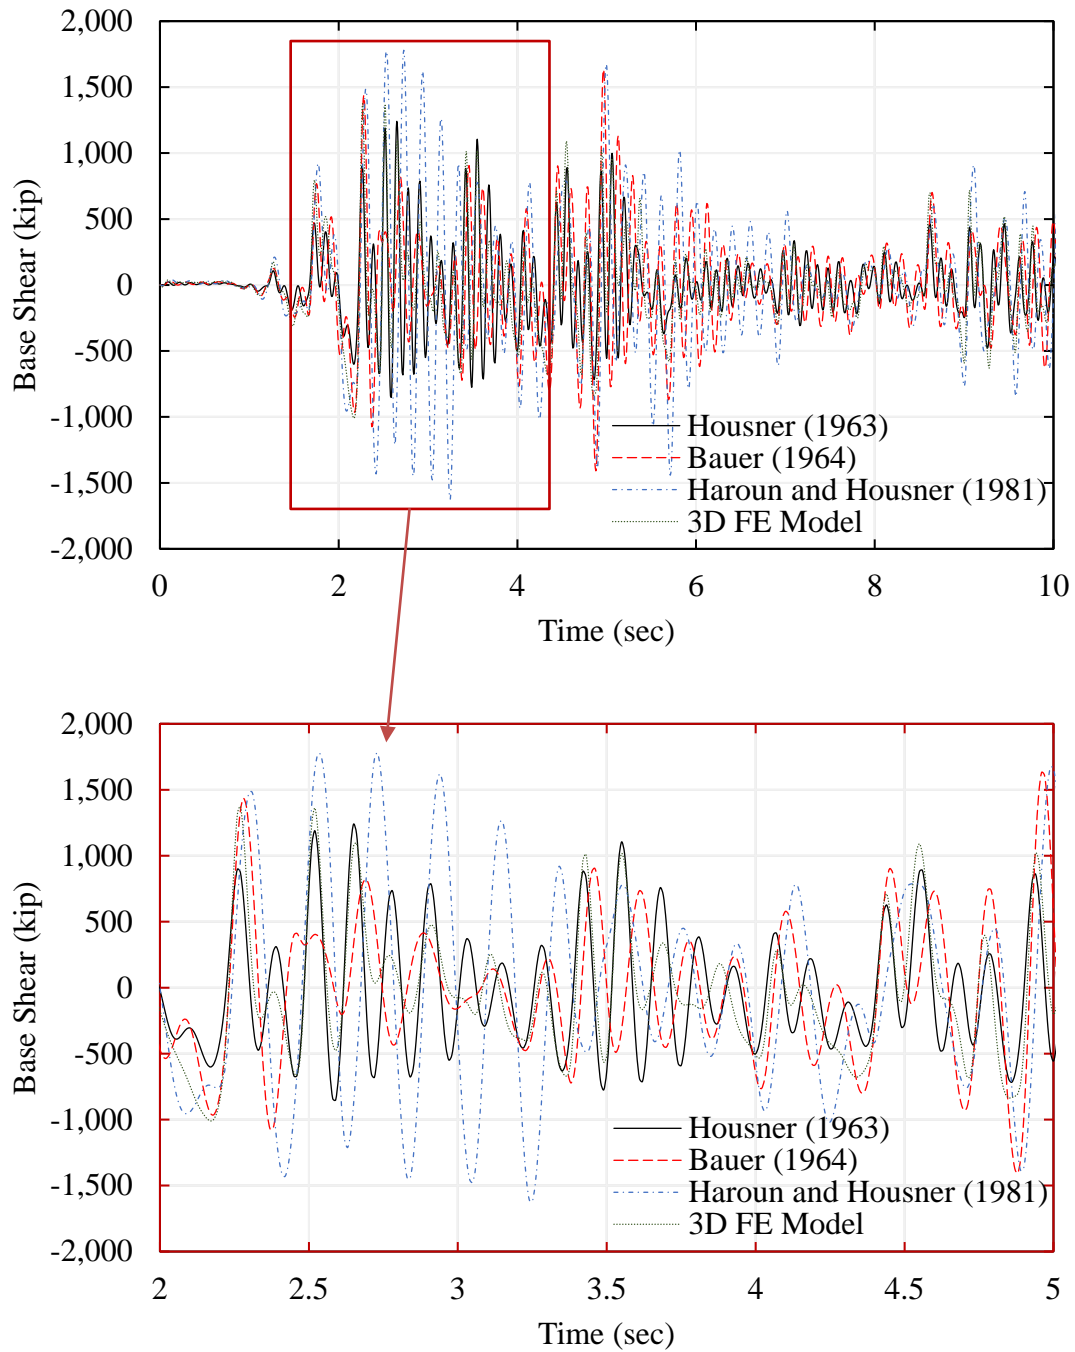 2,000
1,500
1,000
500
0
-500
-1,000
-1,500
-2,000
Base Shear (kip)
Housner (1963)
Bauer (1964)
Haroun and Housner (1981)
3D FE Model
0 2 4 6 8 10
Time (sec)
2,000
1,500
1,000
500
0
-500
-1,000
-1,500
-2,000
Base Shear (kip)
Housner (1963)
Bauer (1964)
Haroun and Housner (1981)
3D FE Model
2 2.5 3 3.5 4 4.5 5
Time (sec)